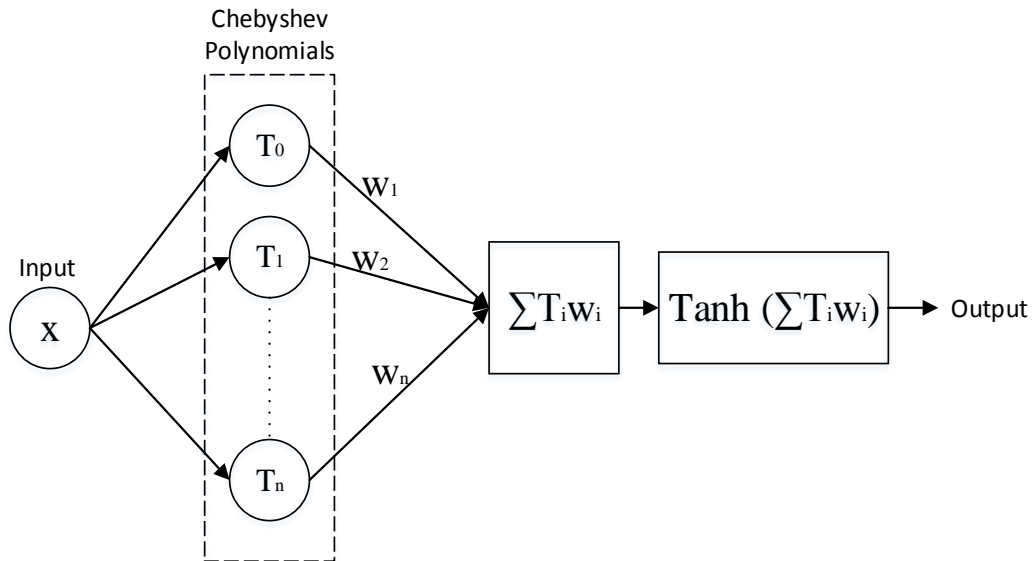 Chebyshev
Polynomials
T₀
w₁
T₁
w₂
Input
x
∑Tᵢwᵢ
Tanh (∑Tᵢwᵢ)
Output
wₙ
Tₙ